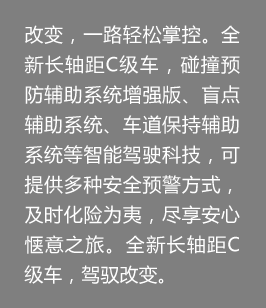 改变，一路轻松掌控。全
新长轴距C级车，碰撞预
防辅助系统增强版、盲点
辅助系统、车道保持辅助
系统等智能驾驶科技，可
提供多种安全预警方式，
及时化险为夷，尽享安心
惬意之旅。全新长轴距C
级车，驾驭改变。